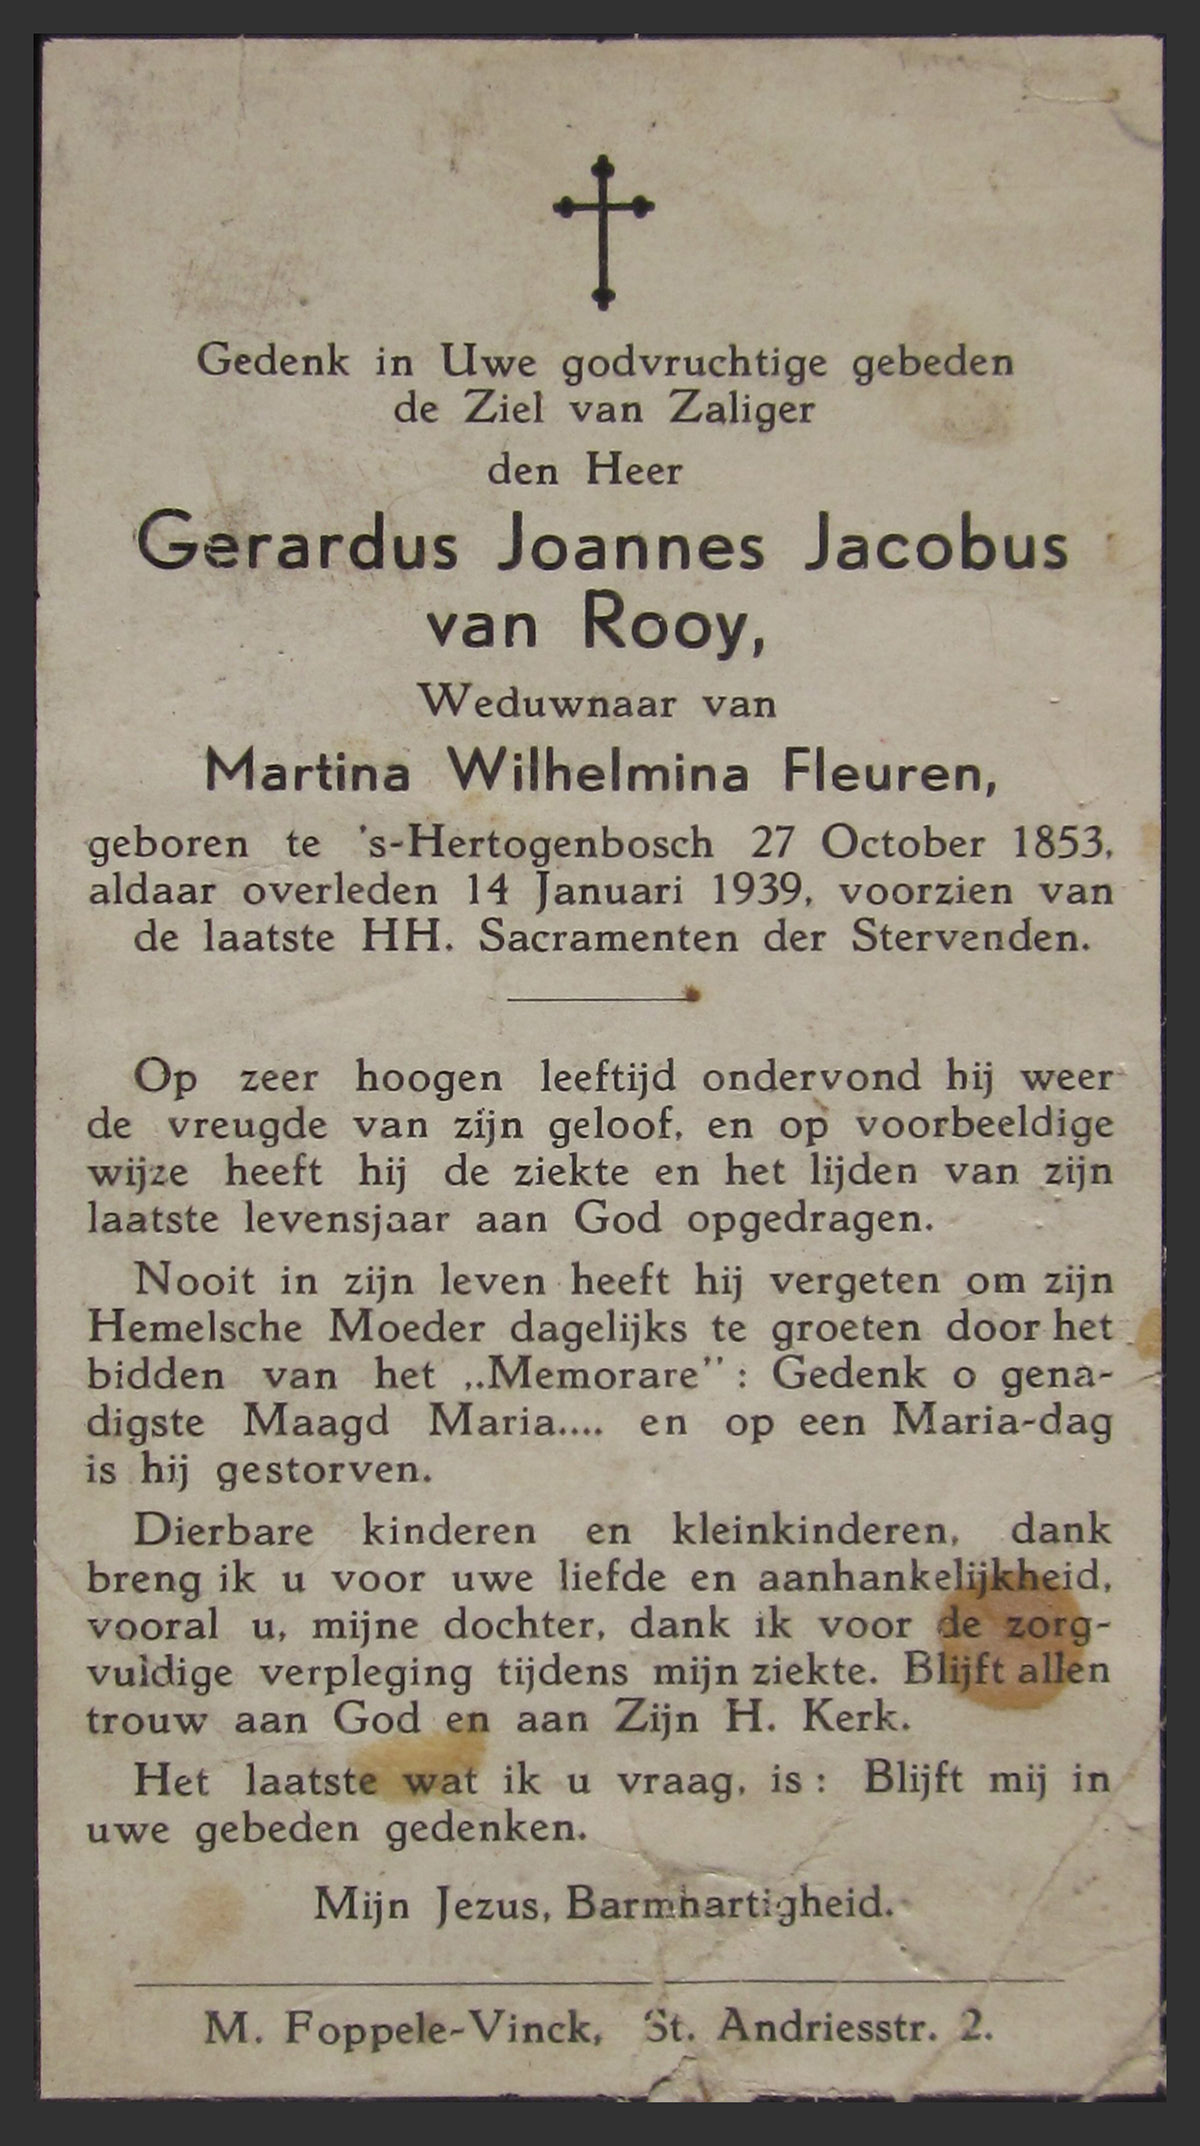 Gedenk in Uwe godvruchtige gebeden
de Ziel van Zaliger
den Heer
Gerardus Joannes Jacobus
van Rooy,
Weduwnaar van
Martina Wilhelmina Fleuren,
geboren te 's-Hertogenbosch 27 October 1853,
aldaar overleden 14 Januari 1939, voorzien van
de laatste HH. Sacramenten der Stervenden.
Op zeer hoogen leeftijd ondervond hij weer
de vreugde van zijn geloof, en op voorbeeldige
wijze heeft hij de ziekte en het lijden van zijn
laatste levensjaar aan God opgedragen.
Nooit in zijn leven heeft hij vergeten om zijn
Hemelsche Moeder dagelijks te groeten door het
bidden van het „Memorare" : Gedenk o gena-
digste Maagd Maria.... en op een Maria-dag
is hij gestorven.
Dierbare kinderen en kleinkinderen, dank
breng ik u voor uwe liefde en aanhankelijkheid,
vooral u, mijne dochter, dank ik voor de zorg-
vuldige verpleging tijdens mijn ziekte. Blijft allen
trouw aan God en aan Zijn H. Kerk.
Het laatste wat ik u vraag, is : Blijft mij in
uwe gebeden gedenken.
Mijn Jezus, Barmhartigheid.
M. Foppele-Vinck, St. Andriesstr. 2.